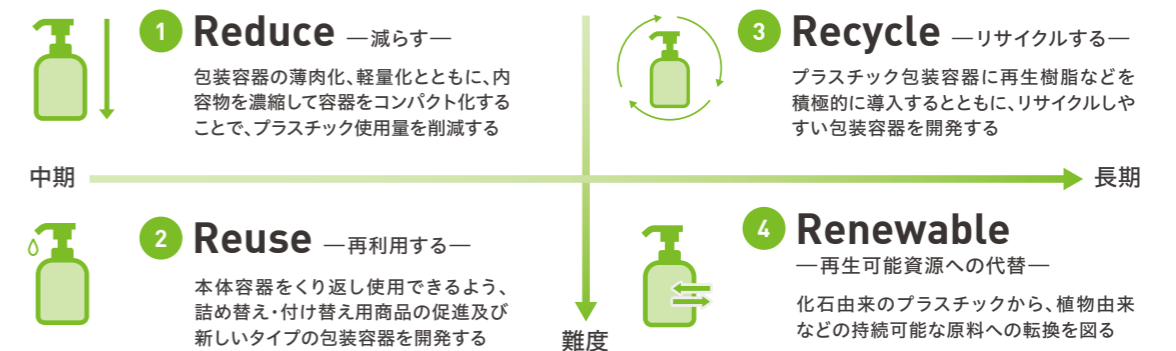 1 Reduce —減らす—
包装容器の薄肉化、軽量化とともに、内
容物を濃縮して容器をコンパクト化する
ことで、プラスチック使用量を削減する
3 Recycle —リサイクルする—
プラスチック包装容器に再生樹脂などを
積極的に導入するとともに、リサイクルしや
すい包装容器を開発する
中期
長期
2 Reuse —再利用する—
本体容器をくり返し使用できるよう、
詰め替え・付け替え用商品の促進及び
新しいタイプの包装容器を開発する
4 Renewable
—再生可能資源への代替—
化石由来のプラスチックから、植物由来
などの持続可能な原料への転換を図る
難度